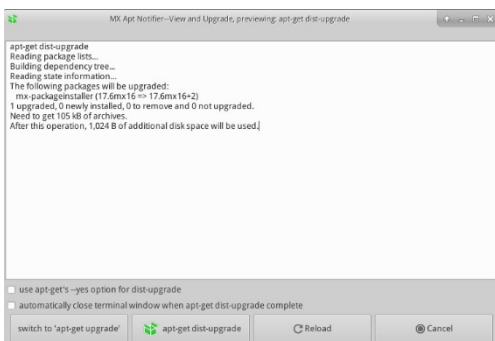 MX Apt Notifier--View and Upgrade, previewing: apt-get dist-upgrade
apt-get dist-upgrade
Reading package lists...
Building dependency tree...
Reading state information...
The following packages will be upgraded:
mx-packageinstaller (17.6mx16 => 17.6mx16+2)
1 upgraded, 0 newly installed, 0 to remove and 0 not upgraded.
Need to get 105 kB of archives.
After this operation, 1,024 B of additional disk space will be used.
use apt-get's --yes option for dist-upgrade
automatically close terminal window when apt-get dist-upgrade complete
switch to 'apt-get upgrade' apt-get dist-upgrade Reload Cancel